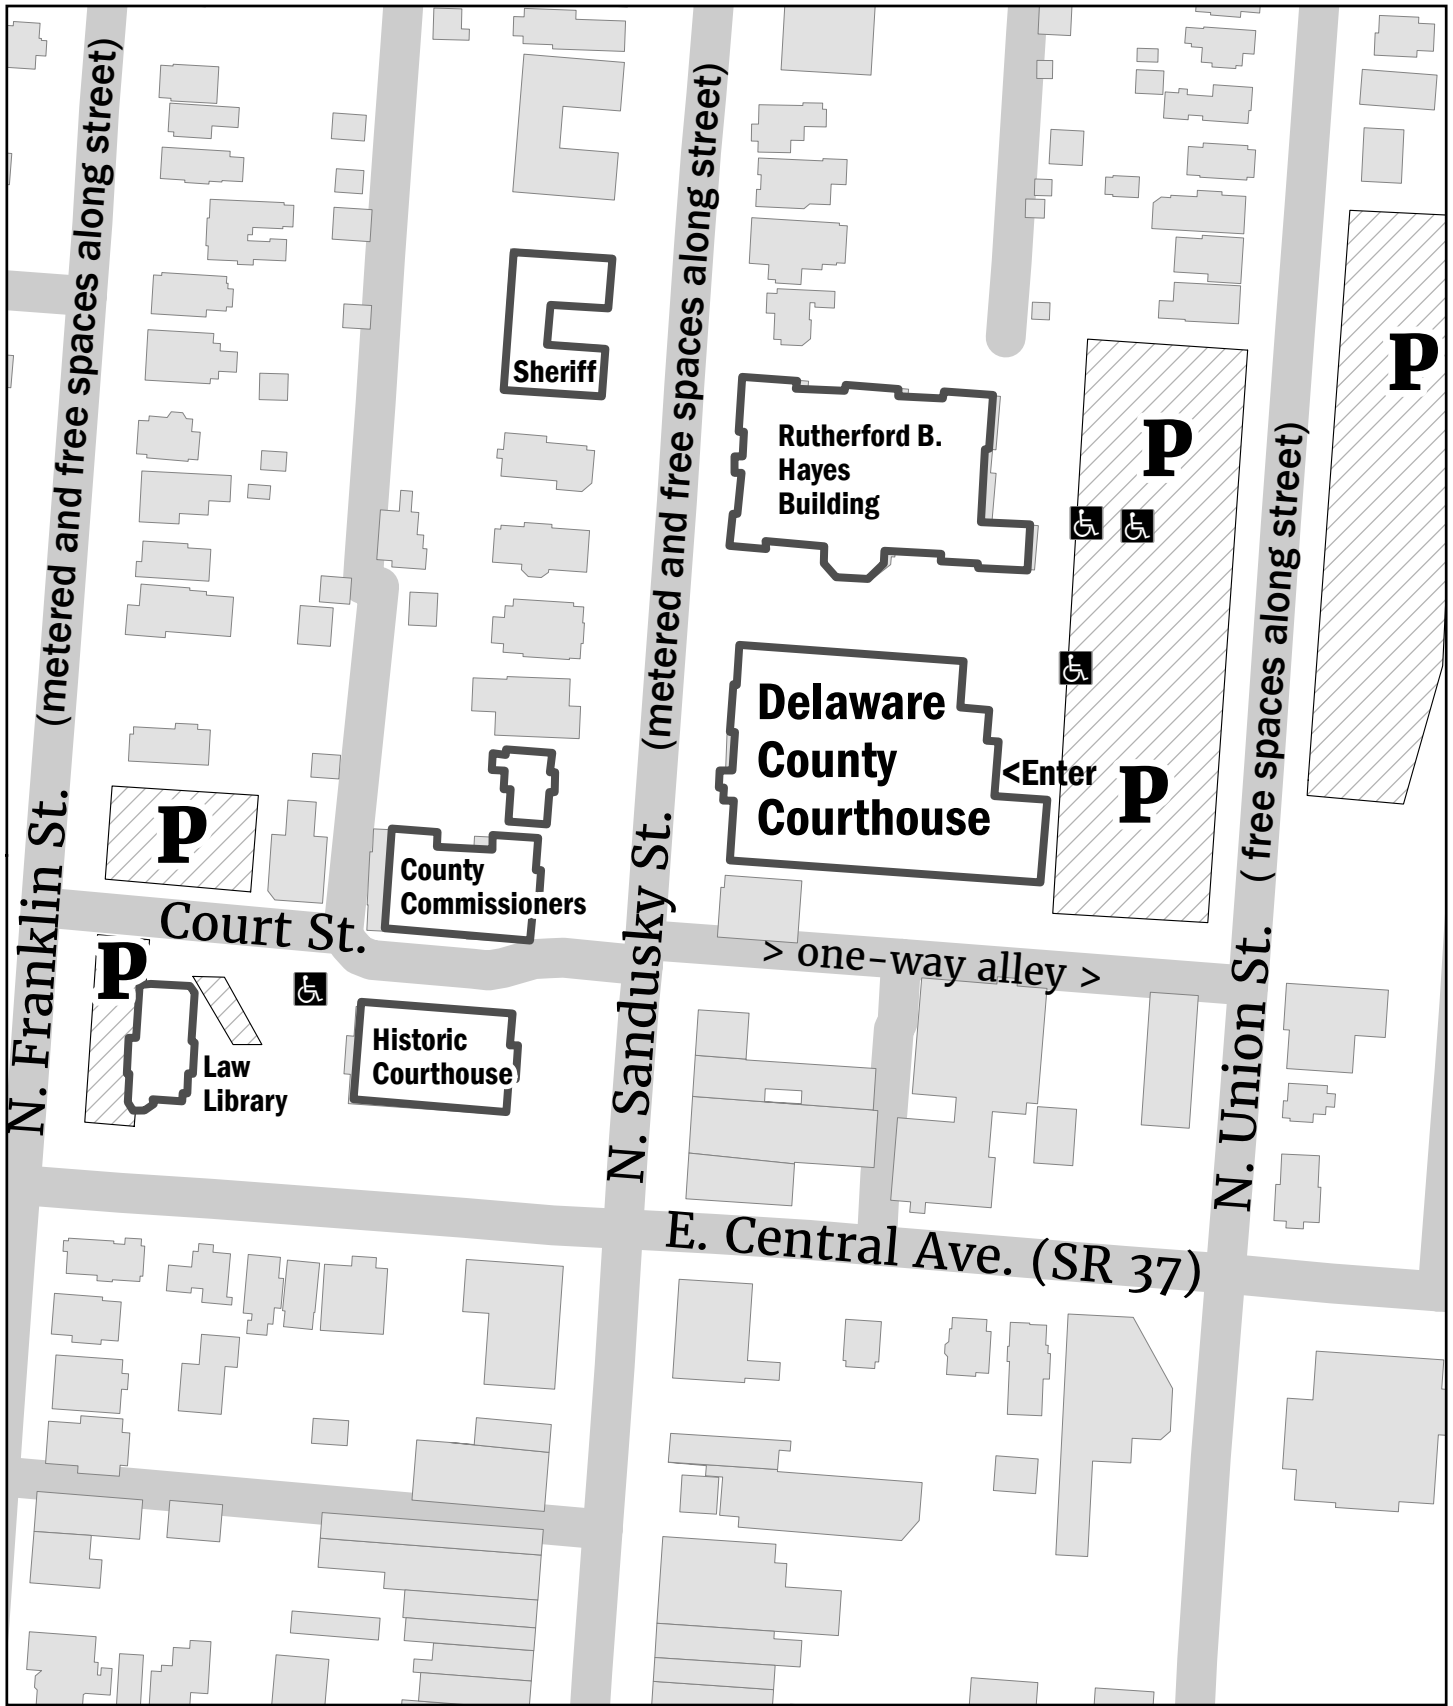 (metered and free spaces along street)
(metered and free spaces along street)
Sheriff
P
Rutherford B.
Hayes
Building
P
( free spaces along street)
Delaware
County
Courthouse
<Enter
P
P
County
Commissioners
Court St.
> one-way alley >
P
Historic
Courthouse
Law
Library
N. Franklin St.
N. Sandusky St.
N. Union St.
E. Central Ave. (SR 37)